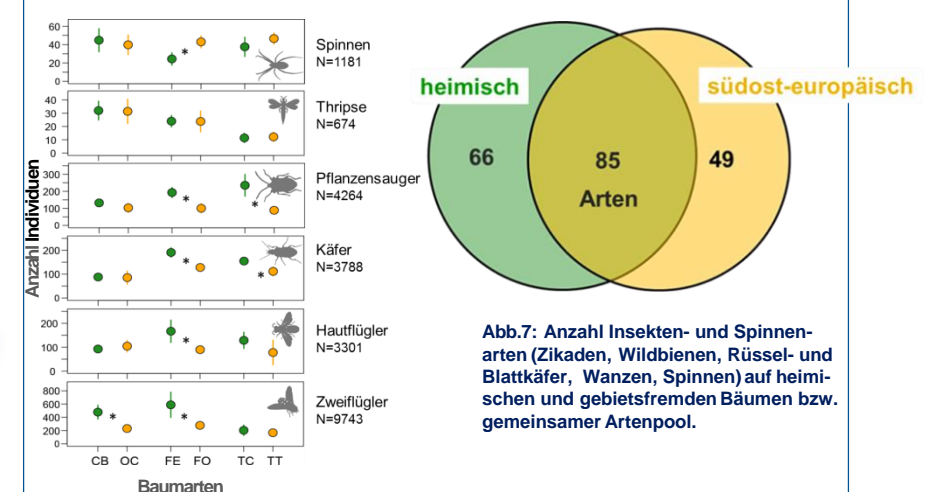 Anzahl Individuen
60
40
20
0
Spinnen
N=1181
*
40
30
20
10
0
Thripse
N=674
300
200
100
0
Pflanzensauger
N=4264
*
*
200
100
0
Käfer
N=3788
*
*
200
100
0
Hautflügler
N=3301
*
800
600
400
200
0
Zweiflügler
N=9743
*
*
CB OC FE FO TC TT
Baumarten
heimisch
südost-europäisch
66
85
49
Arten
Abb.7: Anzahl Insekten- und Spinnen-
arten (Zikaden, Wildbienen, Rüssel- und
Blattkäfer, Wanzen, Spinnen) auf heimi-
schen und gebietsfremden Bäumen bzw.
gemeinsamer Artenpool.